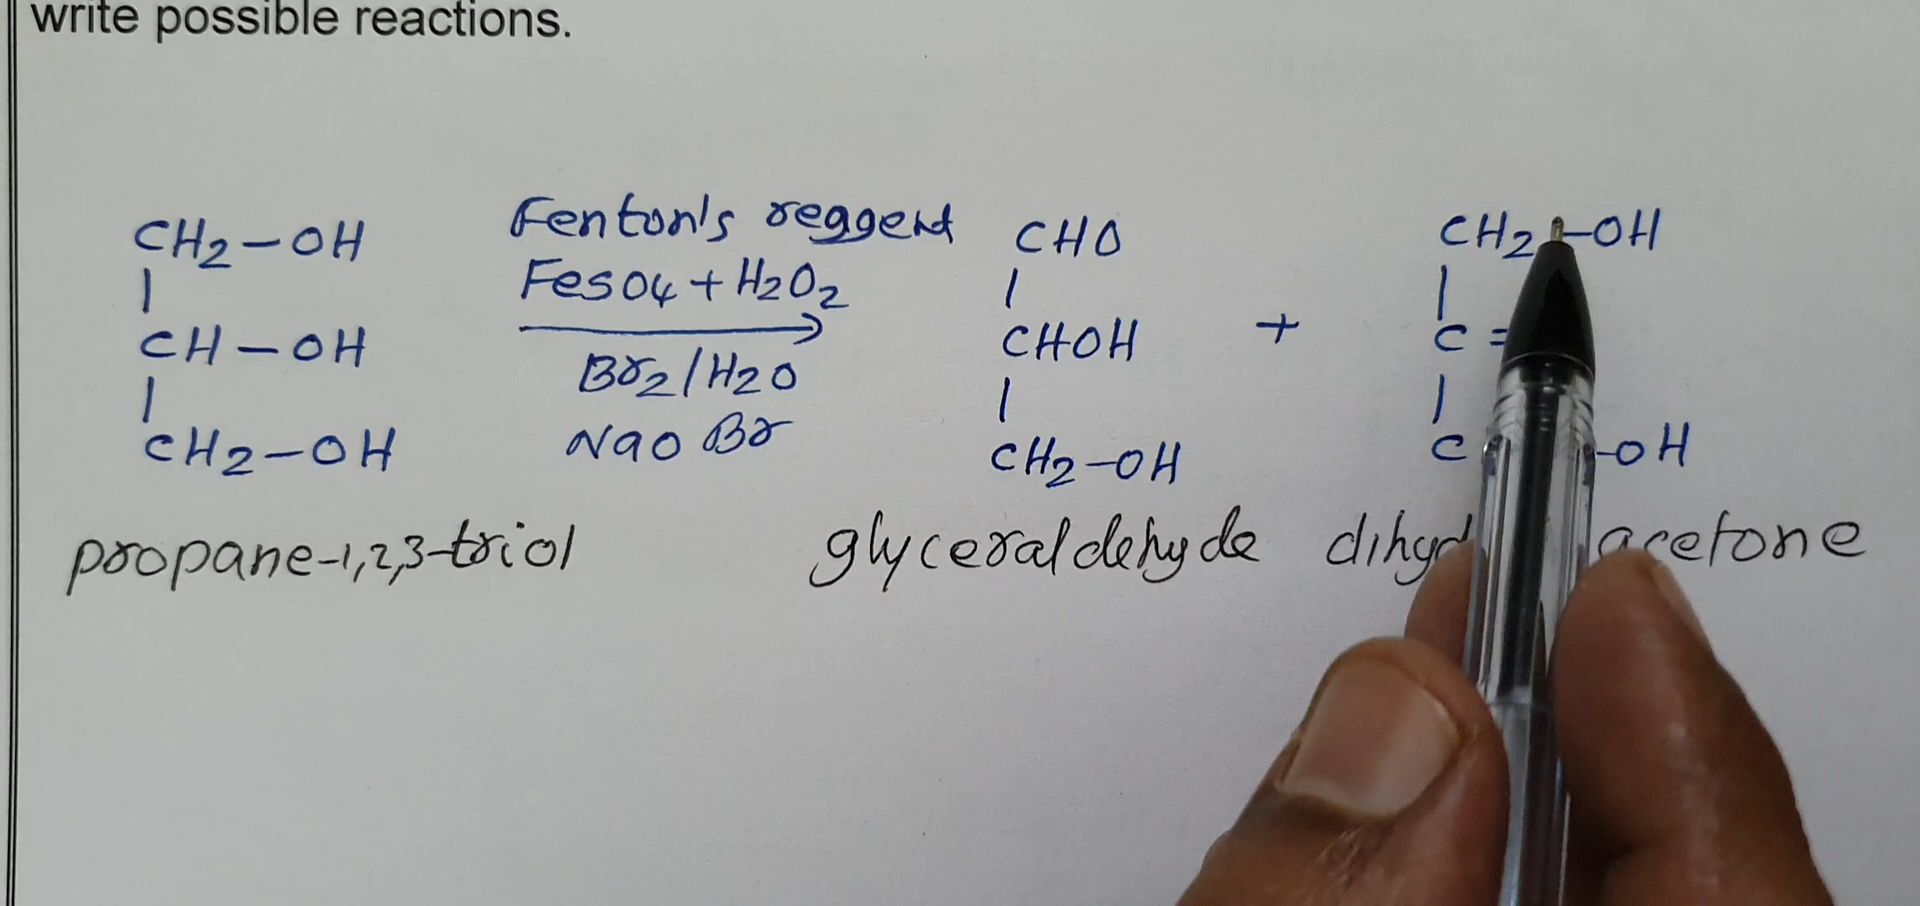 write possible reactions.
CH2-OH Fenton's reggent CHO CH2-OH
| FeSO4+H2O2 | |
CH-OH CHOH + C =
| Br2/H2O | |
CH2-OH NaOBr CH2-OH C -OH
propane-1,2,3-triol glyceraldehyde dihyd acetone